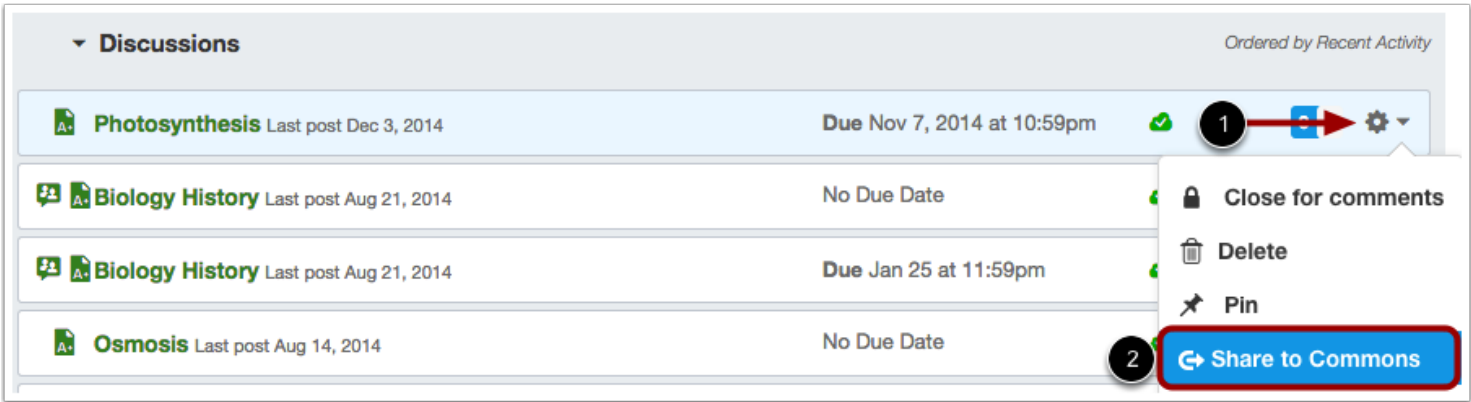 Discussions
Ordered by Recent Activity
A+ Photosynthesis Last post Dec 3, 2014 Due Nov 7, 2014 at 10:59pm 1
Close for comments
A+ Biology History Last post Aug 21, 2014 No Due Date
Delete
A+ Biology History Last post Aug 21, 2014 Due Jan 25 at 11:59pm
Pin
A+ Osmosis Last post Aug 14, 2014 No Due Date
2 Share to Commons